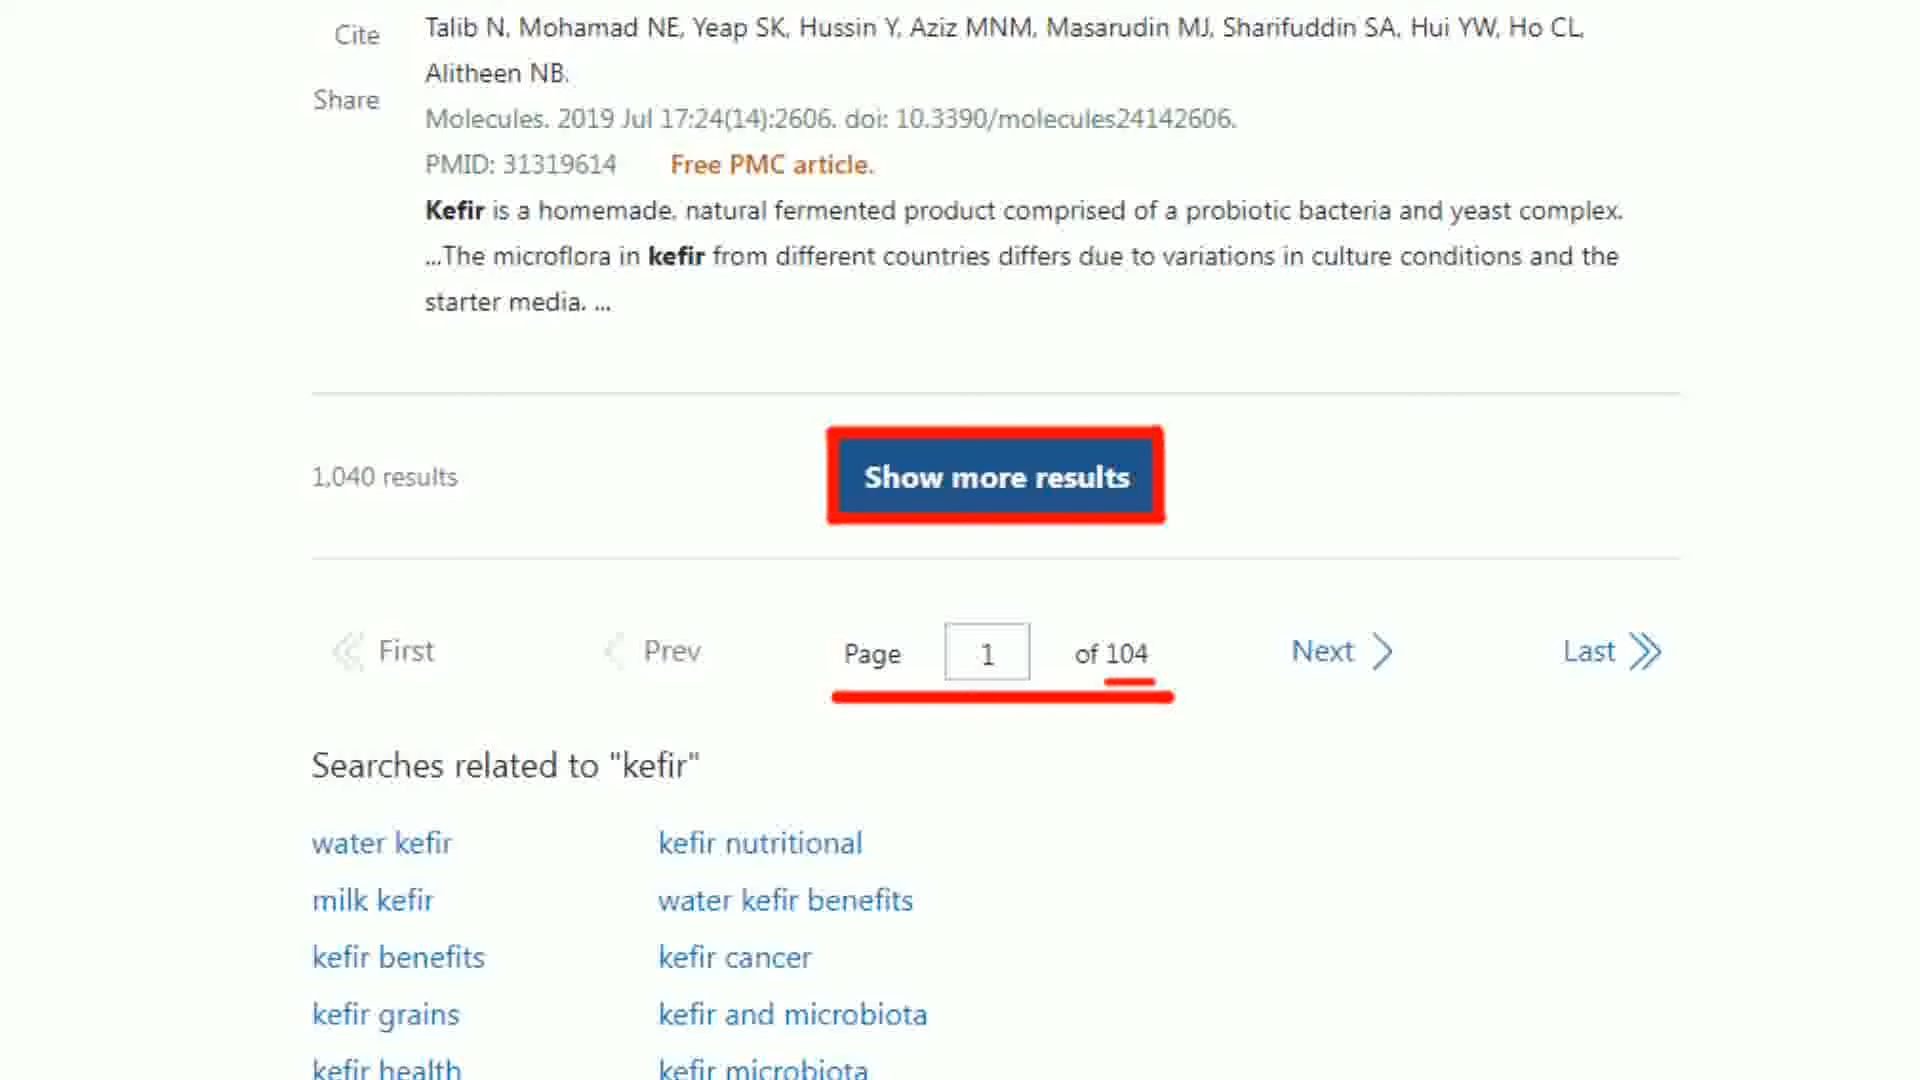 Cite
Share
Talib N, Mohamad NE, Yeap SK, Hussin Y, Aziz MNM, Masarudin MJ, Sharifuddin SA, Hui YW, Ho CL,
Alitheen NB.
Molecules. 2019 Jul 17;24(14):2606. doi: 10.3390/molecules24142606.
PMID: 31319614 Free PMC article.
Kefir is a homemade, natural fermented product comprised of a probiotic bacteria and yeast complex.
...The microflora in kefir from different countries differs due to variations in culture conditions and the
starter media. ...
1,040 results
Show more results
First Prev Page 1 of 104 Next Last
Searches related to "kefir"
water kefir kefir nutritional
milk kefir water kefir benefits
kefir benefits kefir cancer
kefir grains kefir and microbiota
kefir health kefir microbiota